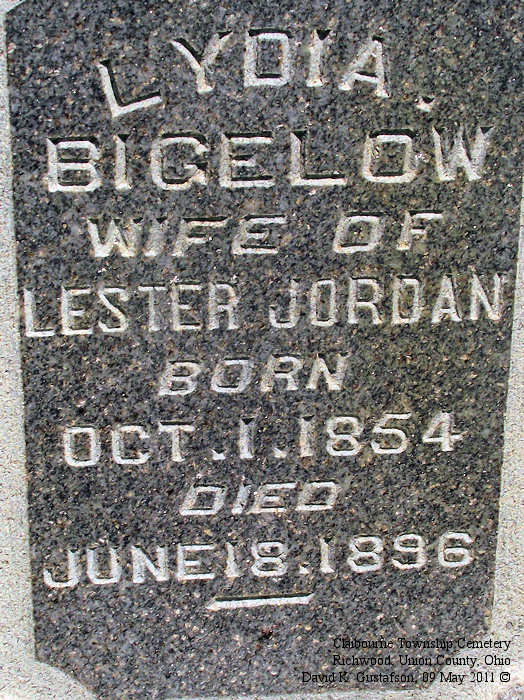 LYDIA.
BIGELOW
WIFE OF
LESTER JORDAN
BORN
OCT.1.1854
DIED
JUNE 18.1896
Claibourne Township Cemetery
Richwood, Union County, Ohio
David K. Gustafson, 09 May 2011 ©